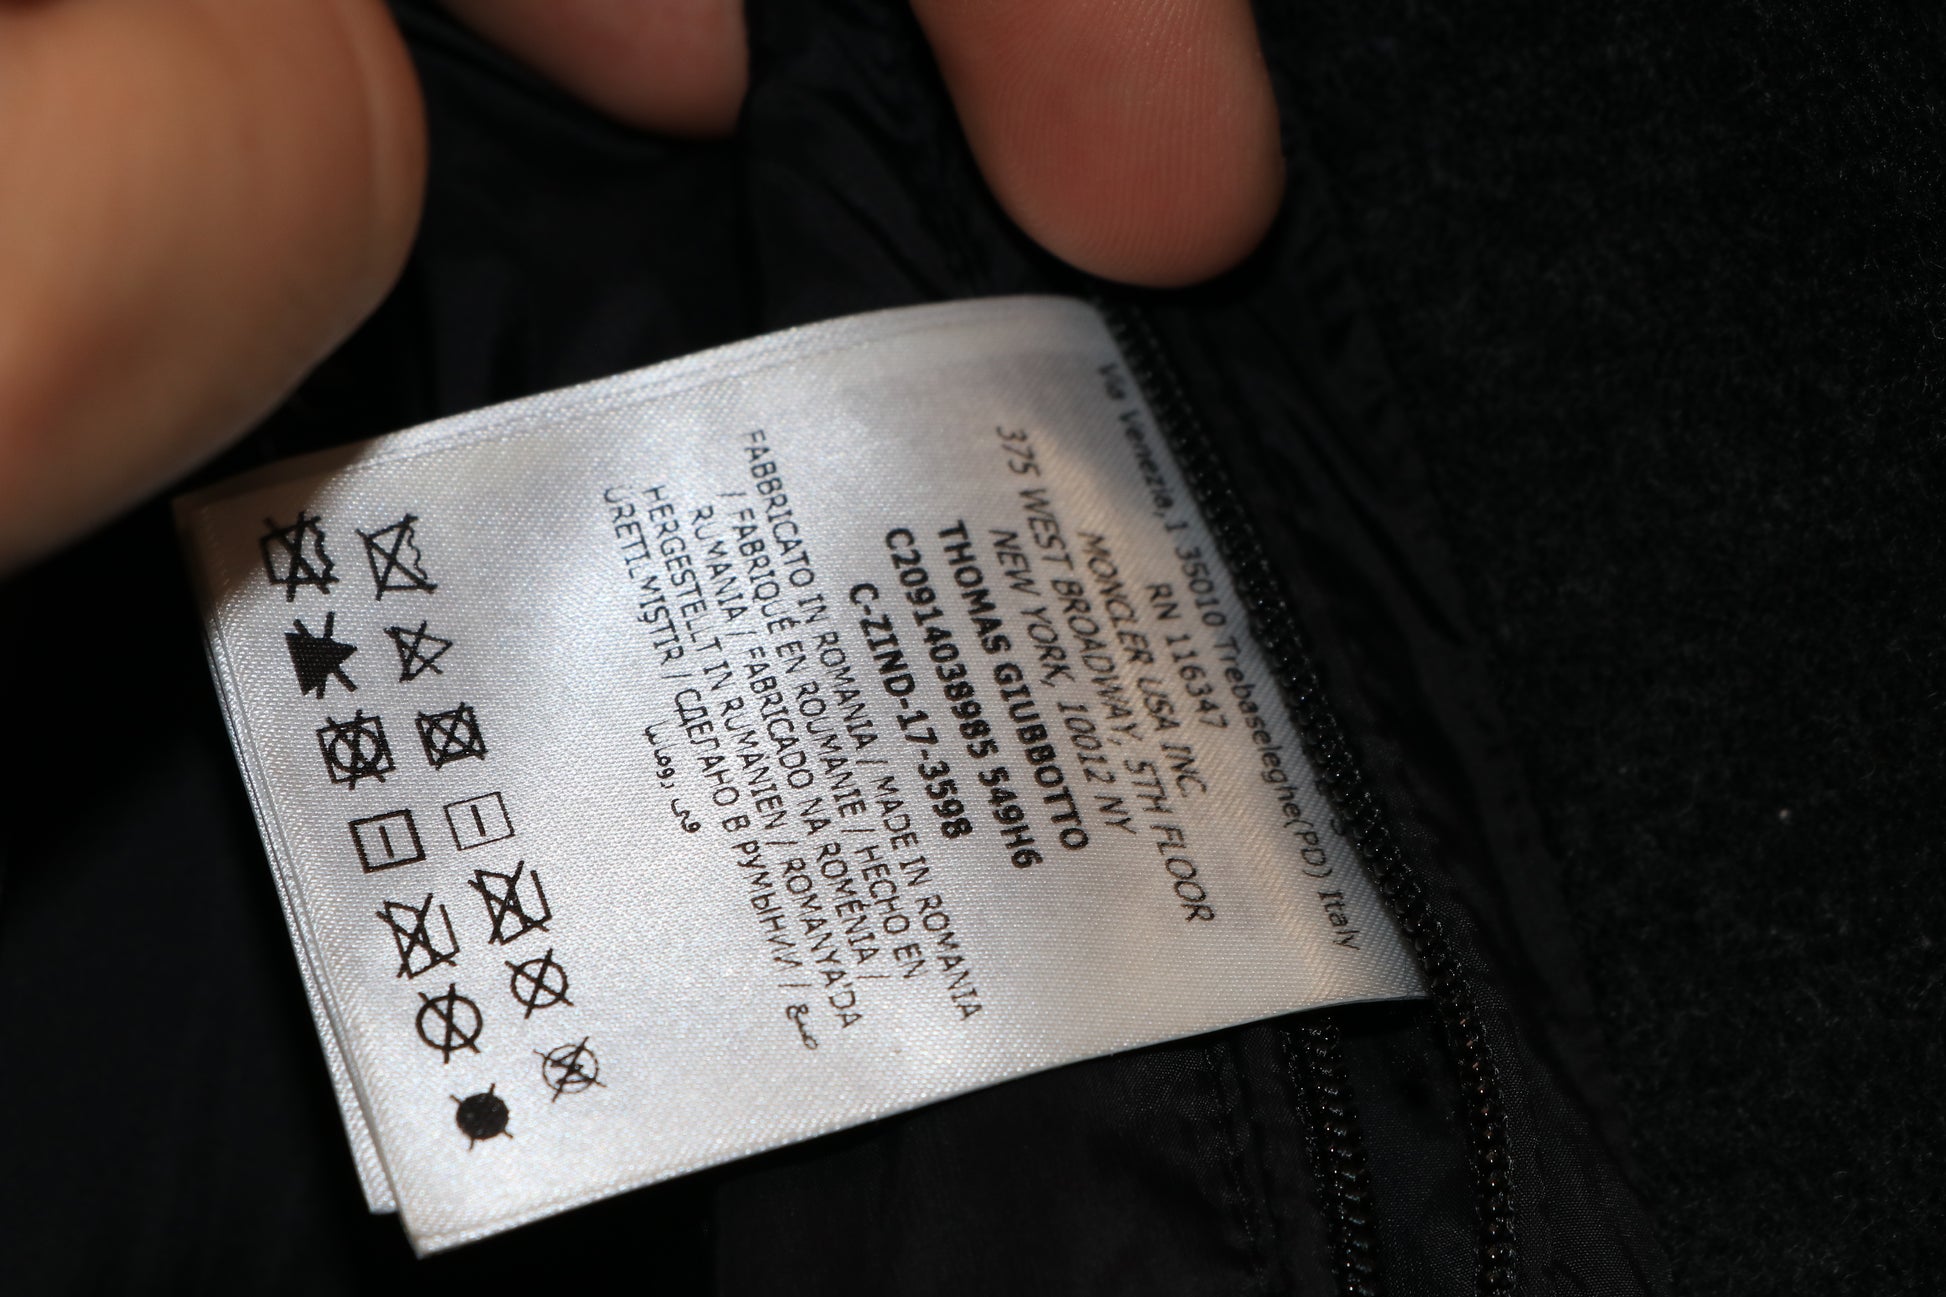 Via Venezia,1 35010 Trebaseleghe(PD) Italy
RN 116347
MONCLER USA INC.
375 WEST BROADWAY, 5TH FLOOR
NEW YORK, 10012 NY
THOMAS GIUBBOTTO
C20914038985 549H6
C-ZIND-17-3598
FABBRICATO IN ROMANIA / MADE IN ROMANIA
/ FABRIQUÉ EN ROUMANIE / HECHO EN
RUMANIA / FABRICADO NA ROMÉNIA /
HERGESTELLT IN RUMÄNIEN / ROMANYA'DA
ÜRETILMIŞTIR / СДЕЛАНО В РУМЫНИИ /